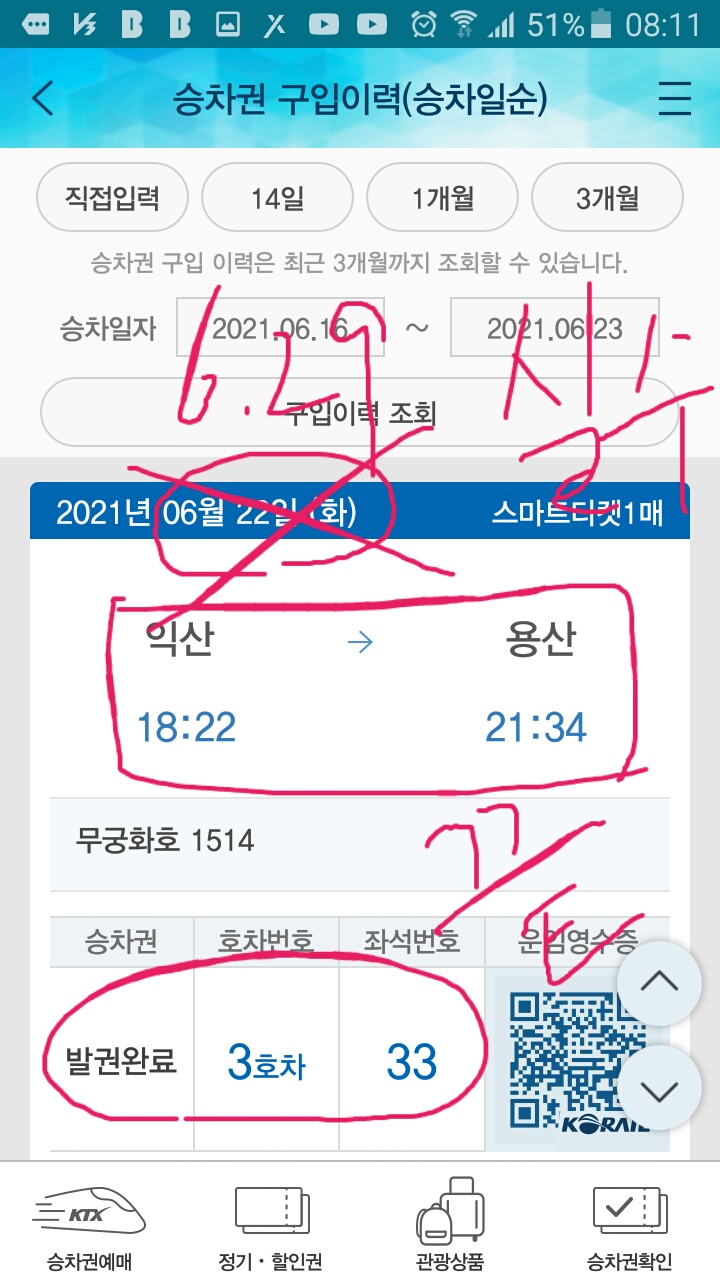 51% 08:11
승차권 구입이력(승차일순)
직접입력 14일 1개월 3개월
승차권 구입 이력은 최근 3개월까지 조회할 수 있습니다.
승차일자 2021.06.16 ~ 2021.06.23
6.29
구입이력 조회
2021년 06월 22일 (화) 스마트티켓1매
익산 → 용산
18:22 21:34
무궁화호 1514
승차권 호차번호 좌석번호 운임영수증
발권완료 3호차 33
KORAIL
KTX
승차권예매 정기·할인권 관광상품 승차권확인